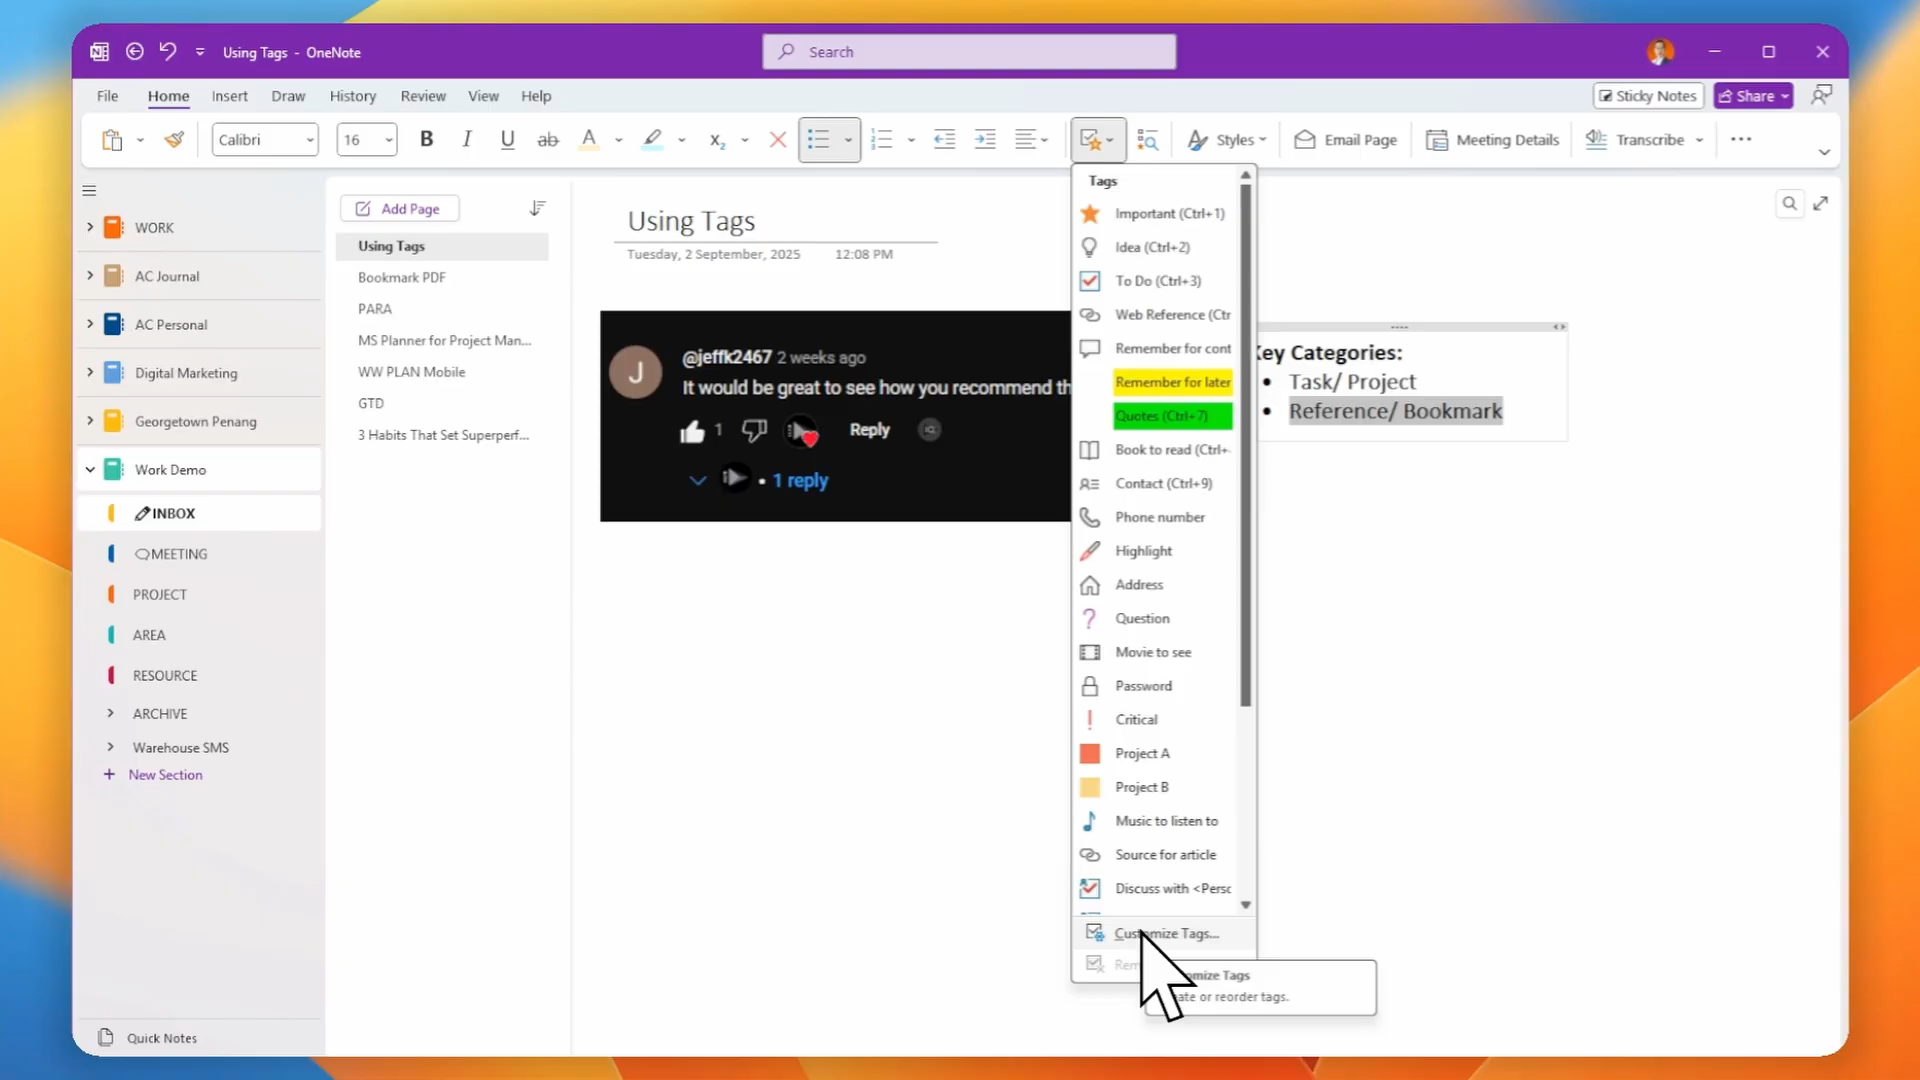 Using Tags - OneNote
Search
File Home Insert Draw History Review View Help
Sticky Notes
Share
Calibri
16
B I U ab A x₂
Styles
Email Page
Meeting Details
Transcribe
WORK
AC Journal
AC Personal
Digital Marketing
Georgetown Penang
Work Demo
INBOX
MEETING
PROJECT
AREA
RESOURCE
ARCHIVE
Warehouse SMS
+ New Section
Quick Notes
Add Page
Using Tags
Bookmark PDF
PARA
MS Planner for Project Man...
WW PLAN Mobile
GTD
3 Habits That Set Superperf...
Using Tags
Tuesday, 2 September, 2025 12:08 PM
J
@jeffk2467 2 weeks ago
It would be great to see how you recommend th
1 Reply
• 1 reply
Tags
Important (Ctrl+1)
Idea (Ctrl+2)
To Do (Ctrl+3)
Web Reference (Ctr
Remember for cont
Remember for later
Quotes (Ctrl+7)
Book to read (Ctrl+
Contact (Ctrl+9)
Phone number
Highlight
Address
Question
Movie to see
Password
Critical
Project A
Project B
Music to listen to
Source for article
Discuss with <Perso
Customize Tags...
Rem
omize Tags
ate or reorder tags.
Key Categories:
• Task/ Project
• Reference/ Bookmark